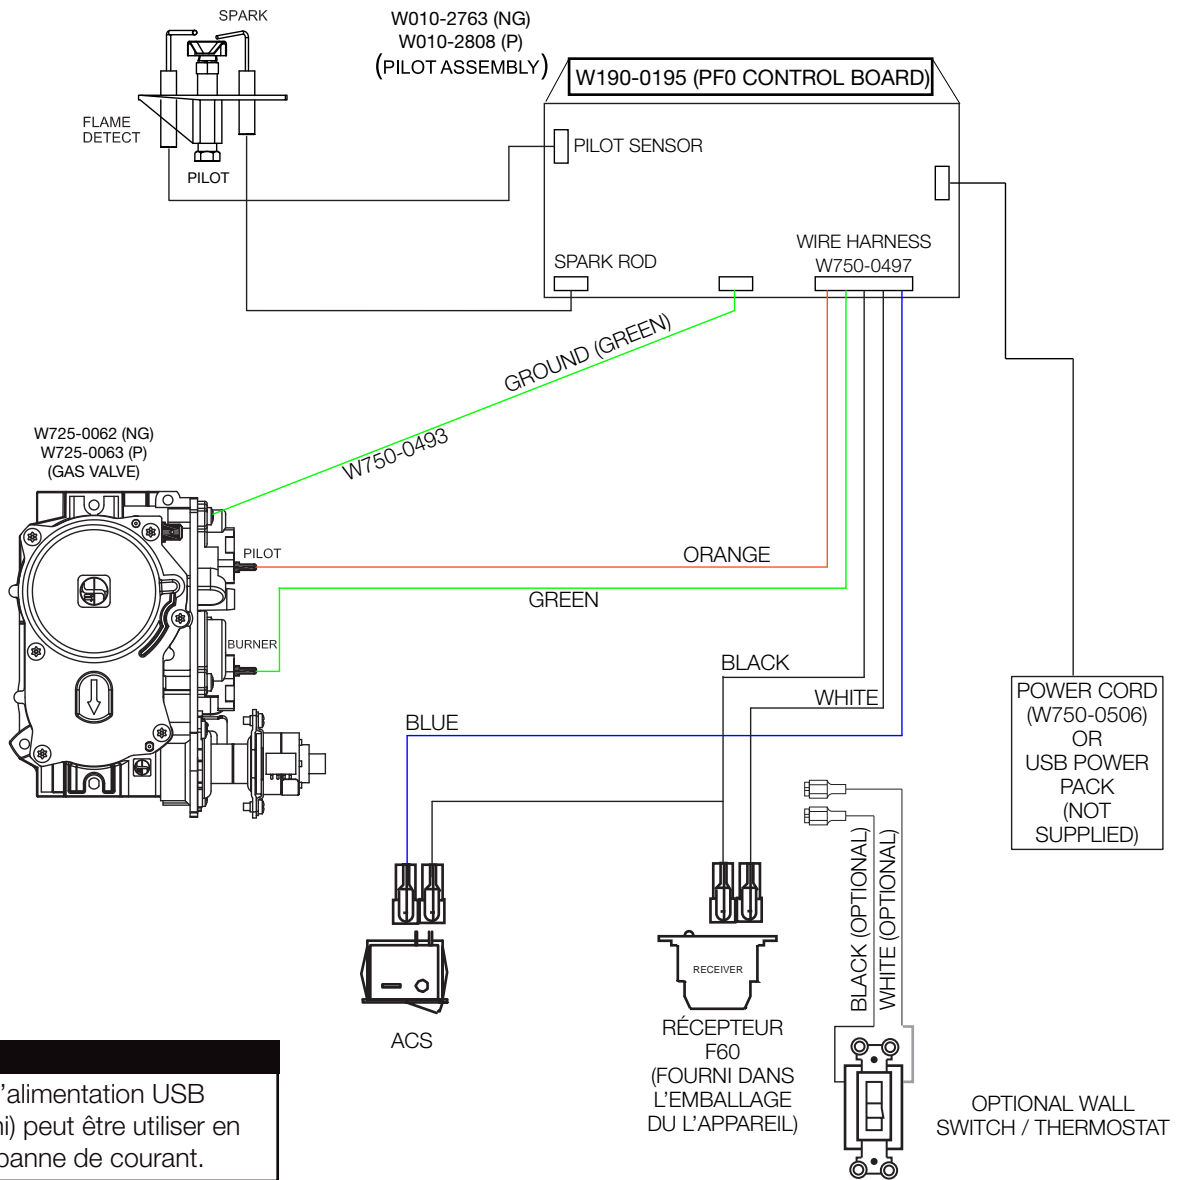 SPARK
W010-2763 (NG)
W010-2808 (P)
(PILOT ASSEMBLY)
W190-0195 (PF0 CONTROL BOARD)
FLAME
DETECT
PILOT
PILOT SENSOR
WIRE HARNESS
W750-0497
SPARK ROD
GROUND (GREEN)
W750-0493
W725-0062 (NG)
W725-0063 (P)
(GAS VALVE)
PILOT
ORANGE
GREEN
BURNER
BLACK
WHITE
BLUE
POWER CORD
(W750-0506)
OR
USB POWER
PACK
(NOT
SUPPLIED)
BLACK (OPTIONAL)
WHITE (OPTIONAL)
RECEIVER
ACS
RÉCEPTEUR
F60
(FOURNI DANS
L'EMBALLAGE
DU L'APPAREIL)
OPTIONAL WALL
SWITCH / THERMOSTAT
'alimentation USB
ni) peut être utiliser en
panne de courant.